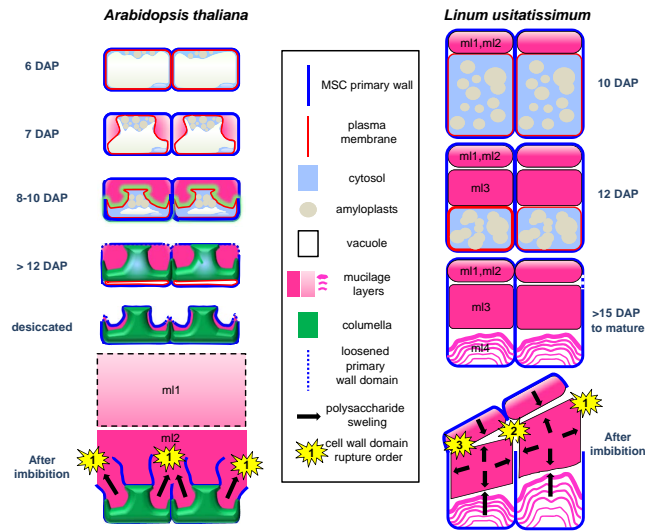 Arabidopsis thaliana
6 DAP
7 DAP
8-10 DAP
> 12 DAP
desiccated
After
imbibition
ml1
ml2
1
1
1
MSC primary wall
plasma
membrane
cytosol
amyloplasts
vacuole
mucilage
layers
columella
loosened
primary
wall domain
polysaccharide
sweling
1
cell wall domain
rupture order
Linum usitatissimum
ml1,ml2
10 DAP
ml1,ml2
ml3
12 DAP
ml1,ml2
ml3
ml4
>15 DAP
to mature
1
2
3
After
imbibition